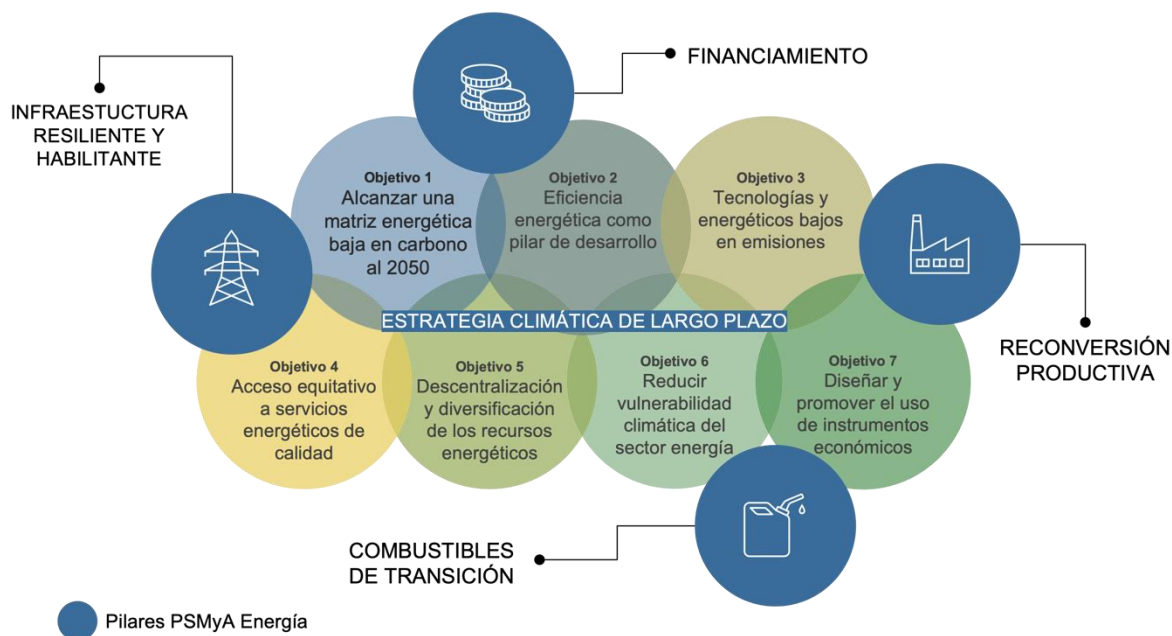 FINANCIAMIENTO
INFRAESTUCTURA
RESILIENTE Y
HABILITANTE
Objetivo 1
Alcanzar una
matriz energética
baja en carbono
al 2050
Objetivo 2
Eficiencia
energética como
pilar de desarrollo
Objetivo 3
Tecnologías y
energéticos bajos
en emisiones
ESTRATEGIA CLIMÁTICA DE LARGO PLAZO
RECONVERSIÓN
PRODUCTIVA
Objetivo 4
Acceso equitativo
a servicios
energéticos de
calidad
Objetivo 5
Descentralización
y diversificación
de los recursos
energéticos
Objetivo 6
Reducir
vulnerabilidad
climática del
sector energía
Objetivo 7
Diseñar y
promover el uso
de instrumentos
económicos
COMBUSTIBLES
DE TRANSICIÓN
Pilares PSMyA Energía